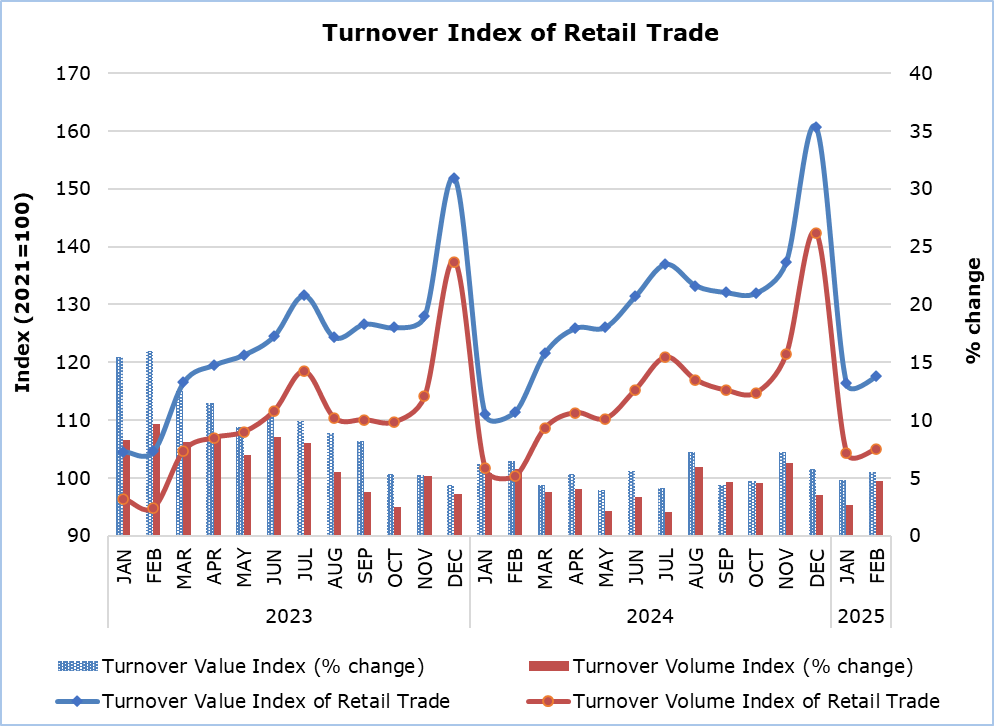 Turnover Index of Retail Trade
170
160
150
140
130
120
110
100
90
Index (2021=100)
40
35
30
25
20
15
10
5
0
% change
JAN FEB MAR APR MAY JUN JUL AUG SEP OCT NOV DEC JAN FEB MAR APR MAY JUN JUL AUG SEP OCT NOV DEC JAN FEB
2023 2024 2025
Turnover Value Index (% change) Turnover Volume Index (% change)
Turnover Value Index of Retail Trade Turnover Volume Index of Retail Trade